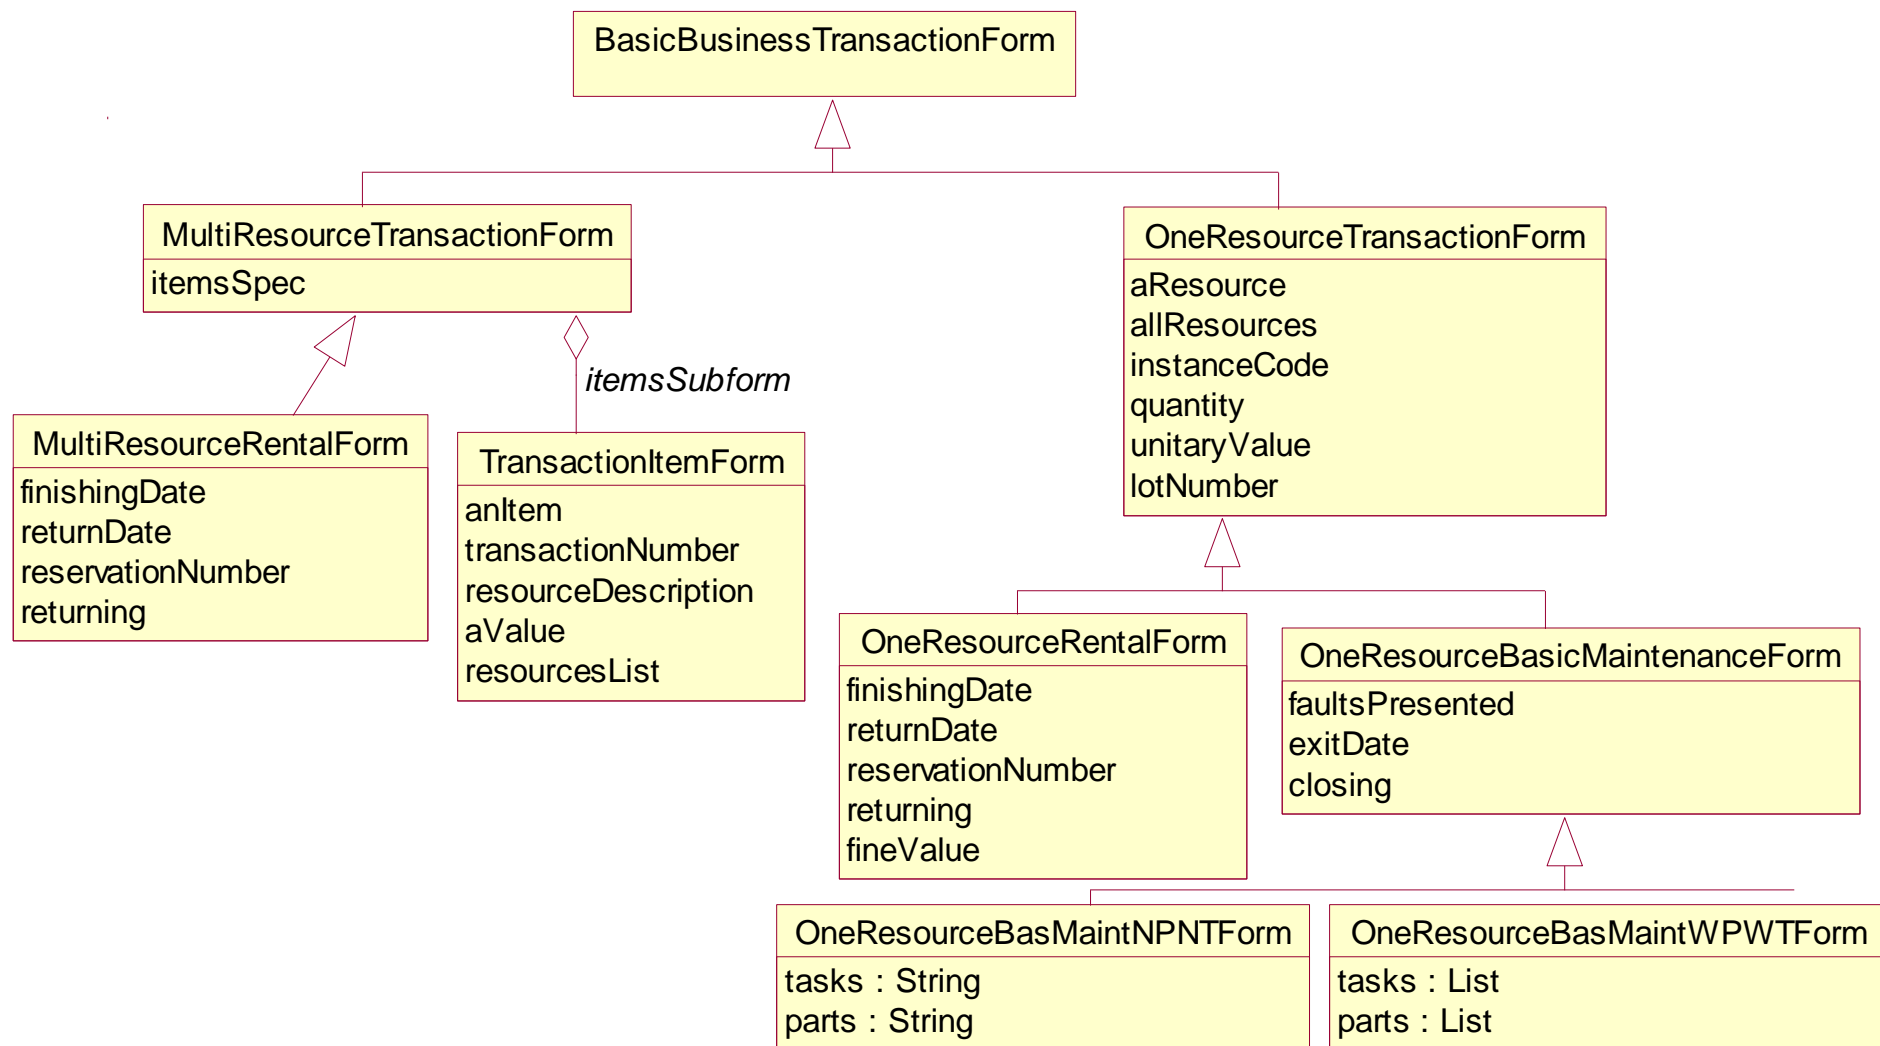 BasicBusinessTransactionForm
MultiResourceTransactionForm
itemsSpec
OneResourceTransactionForm
aResource
allResources
instanceCode
quantity
unitaryValue
lotNumber
itemsSubform
MultiResourceRentalForm
finishingDate
returnDate
reservationNumber
returning
TransactionItemForm
anItem
transactionNumber
resourceDescription
aValue
resourcesList
OneResourceRentalForm
finishingDate
returnDate
reservationNumber
returning
fineValue
OneResourceBasicMaintenanceForm
faultsPresented
exitDate
closing
OneResourceBasMaintNPNTForm
tasks : String
parts : String
OneResourceBasMaintWPWTForm
tasks : List
parts : List